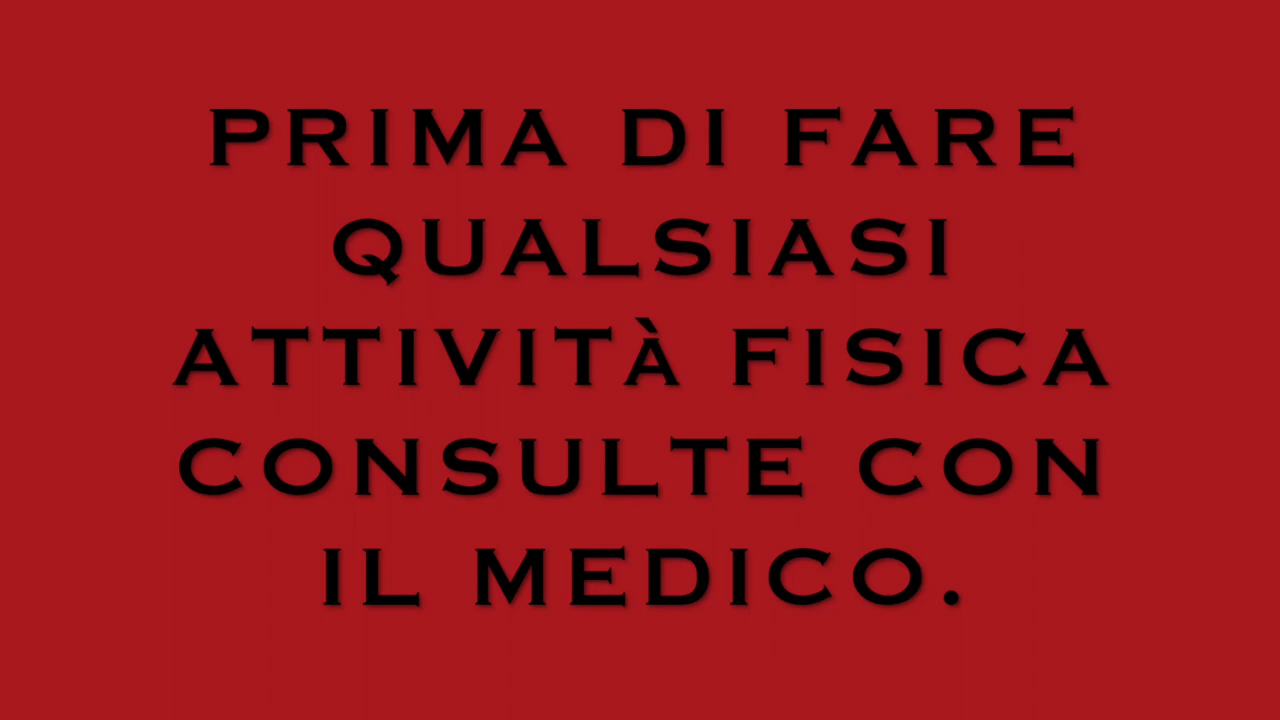 PRIMA DI FARE
QUALSIASI
ATTIVITÀ FISICA
CONSULTE CON
IL MEDICO.